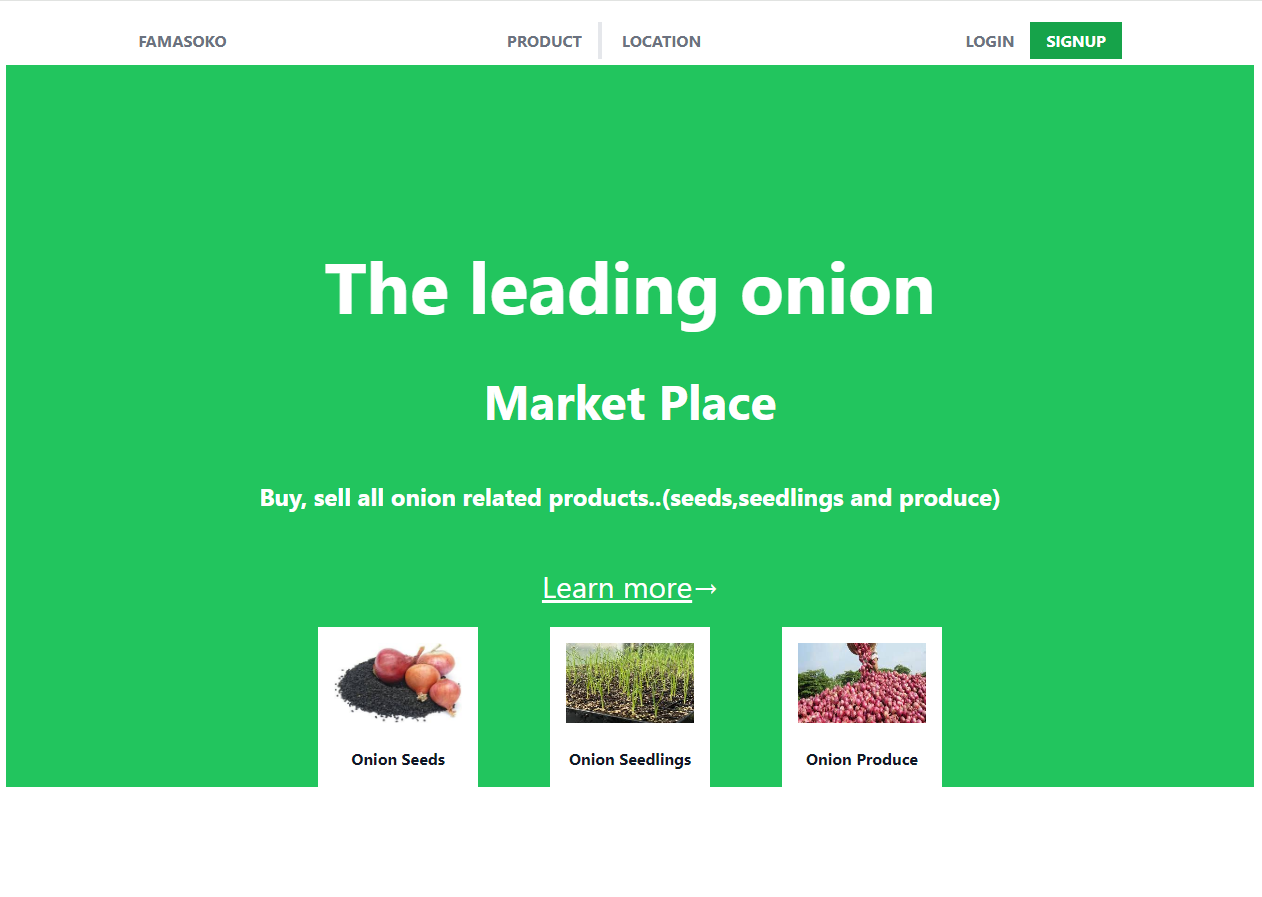 FAMASOKO PRODUCT LOCATION LOGIN SIGNUP
The leading onion
Market Place
Buy, sell all onion related products..(seeds,seedlings and produce)
Learn more→
Onion Seeds Onion Seedlings Onion Produce